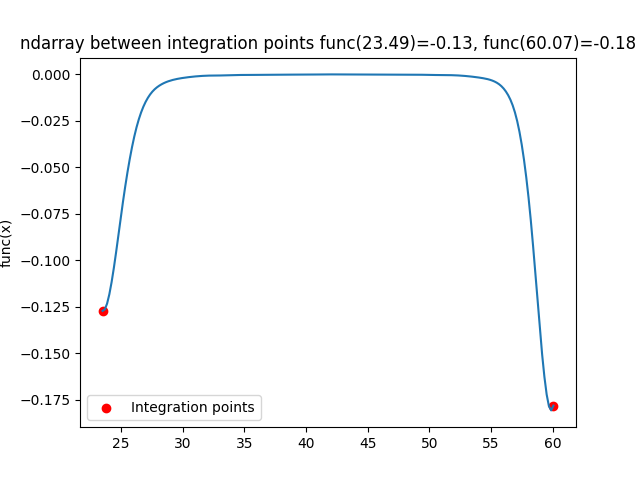 ndarray between integration points func(23.49)=-0.13, func(60.07)=-0.18
0.000
−0.025
−0.050
−0.075
−0.100
−0.125
−0.150
−0.175
func(x)
Integration points
25 30 35 40 45 50 55 60